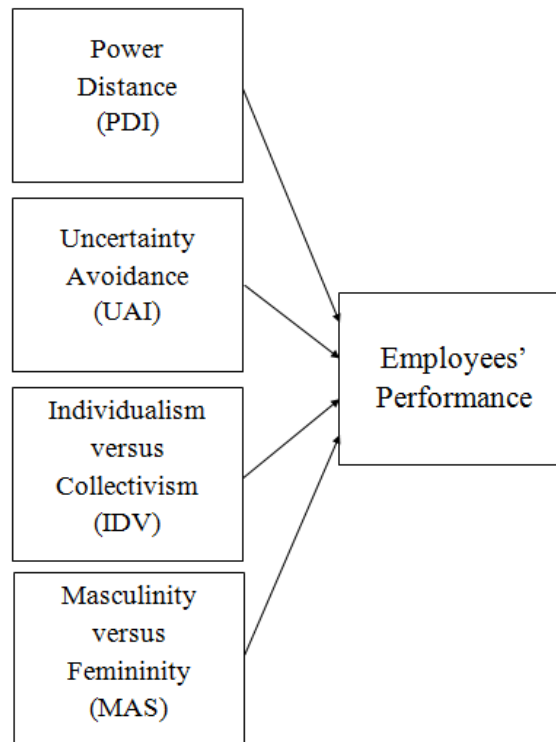 Power
Distance
(PDI)
Uncertainty
Avoidance
(UAI)
Individualism
versus
Collectivism
(IDV)
Masculinity
versus
Femininity
(MAS)
Employees’
Performance